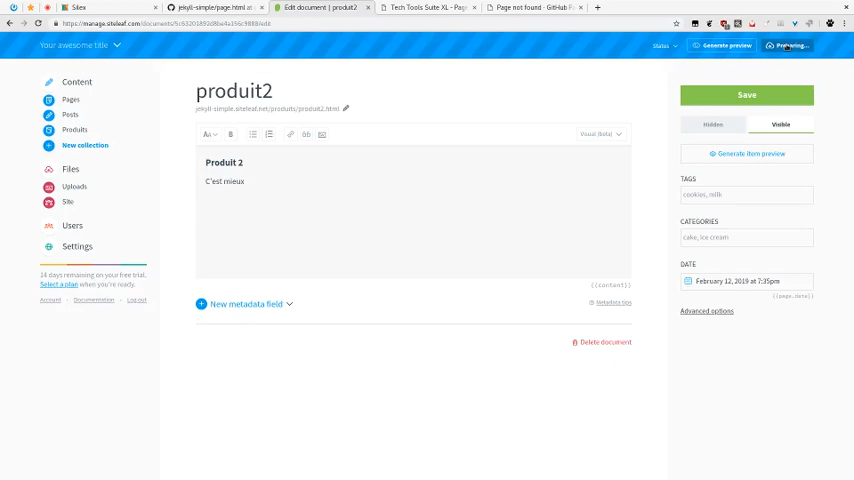 Silex
jekyll-simple/page.html at
Edit document | produit2
Tech Tools Suite XL - Page
Page not found · GitHub P
https://manage.siteleaf.com/documents/5c63201892d8be4a156c9888/edit
Your awesome title
Status
Generate preview
Preparing...
Content
Pages
Posts
Produits
New collection
Files
Uploads
Site
Users
Settings
14 days remaining on your free trial.
Select a plan when you're ready.
Account
Documentation
Log out
produit2
jekyll-simple.siteleaf.net/produits/produit2.html
Aa
B
Visual (beta)
Produit 2
C'est mieux
{{content}}
New metadata field
Metadata tips
Delete document
Save
Hidden
Visible
Generate item preview
TAGS
cookies, milk
CATEGORIES
cake, ice cream
DATE
February 12, 2019 at 7:35pm
{{page.date}}
Advanced options